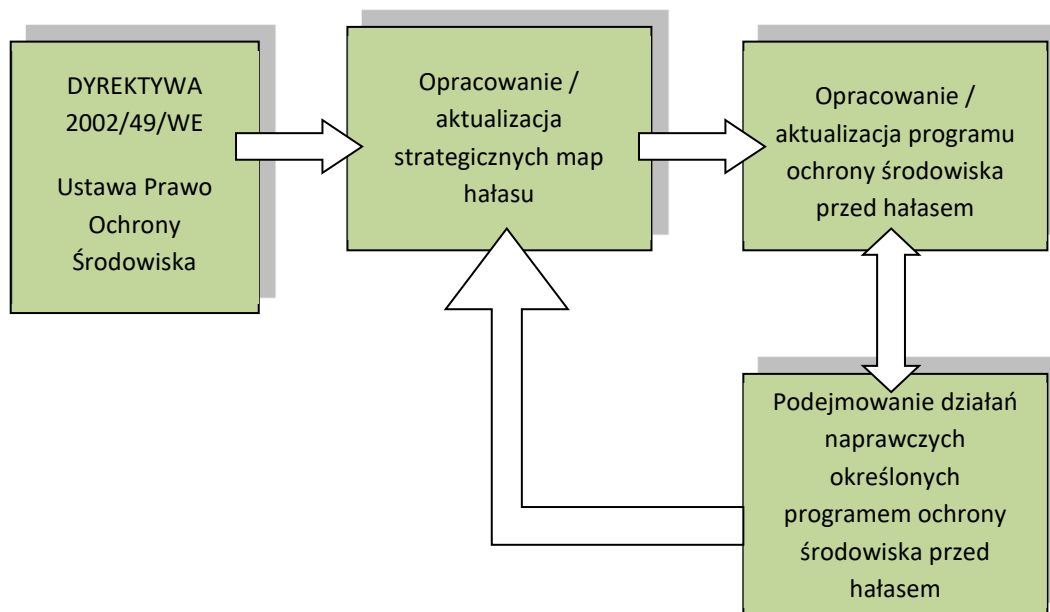 DYREKTYWA
2002/49/WE
Ustawa Prawo
Ochrony
Środowiska
Opracowanie /
aktualizacja
strategicznych map
hałasu
Opracowanie /
aktualizacja programu
ochrony środowiska
przed hałasem
Podejmowanie działań
naprawczych
określonych
programem ochrony
środowiska przed
hałasem